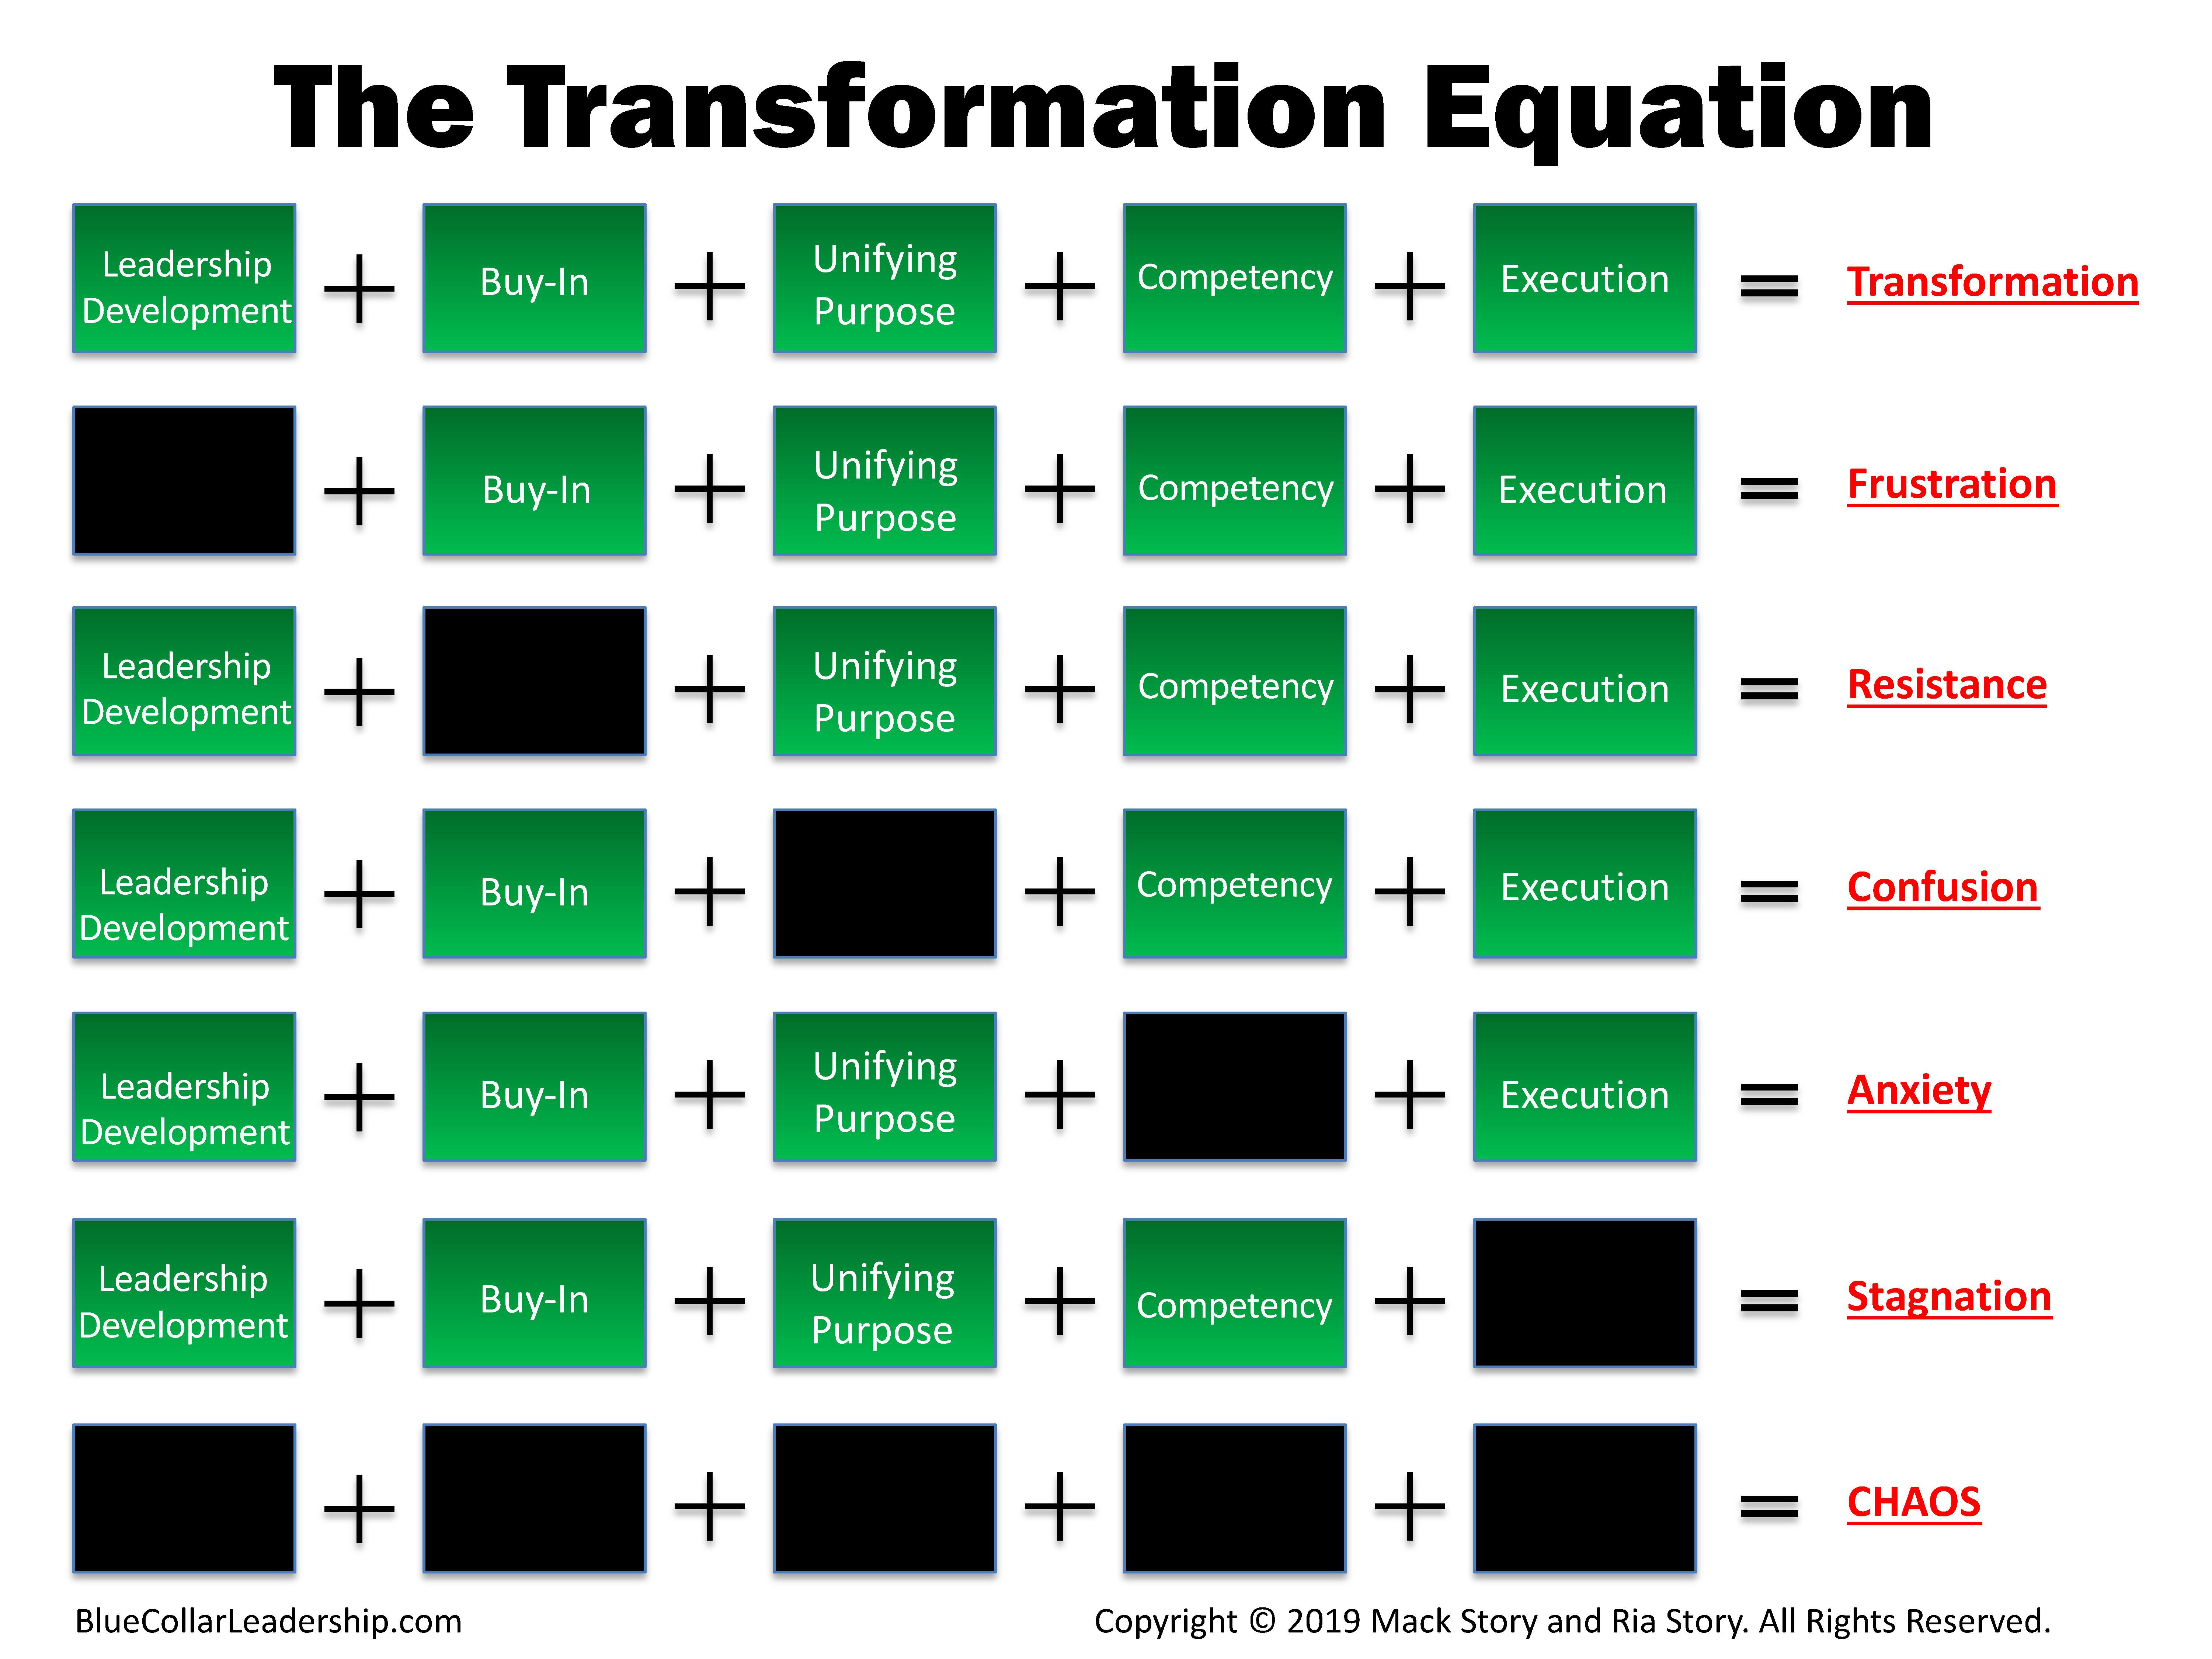 The Transformation Equation
Leadership
Development + Buy-In + Unifying
Purpose + Competency + Execution = Transformation
+ Buy-In + Unifying
Purpose + Competency + Execution = Frustration
Leadership
Development + + Unifying
Purpose + Competency + Execution = Resistance
Leadership
Development + Buy-In + + Competency + Execution = Confusion
Leadership
Development + Buy-In + Unifying
Purpose + + Execution = Anxiety
Leadership
Development + Buy-In + Unifying
Purpose + Competency + = Stagnation
+ + + + = CHAOS
BlueCollarLeadership.com
Copyright © 2019 Mack Story and Ria Story. All Rights Reserved.